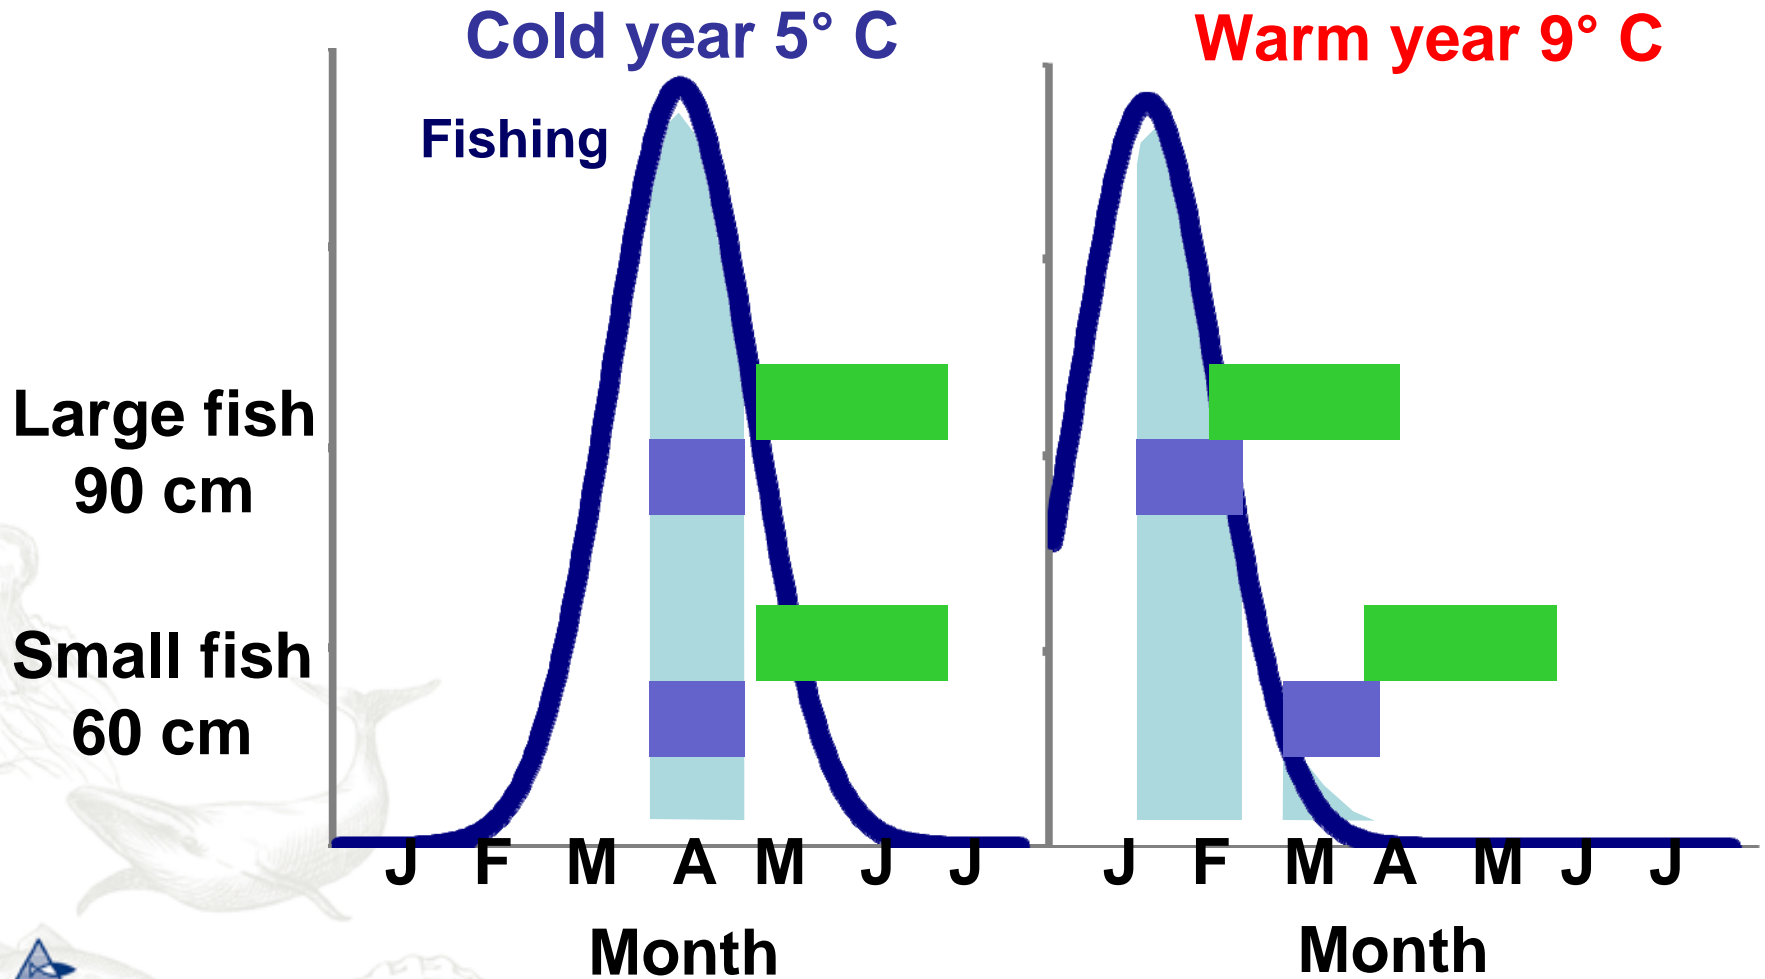 Cold year 5° C
Warm year 9° C
Fishing
Large fish
90 cm
Small fish
60 cm
J F M A M J J
J F M A M J J
Month
Month